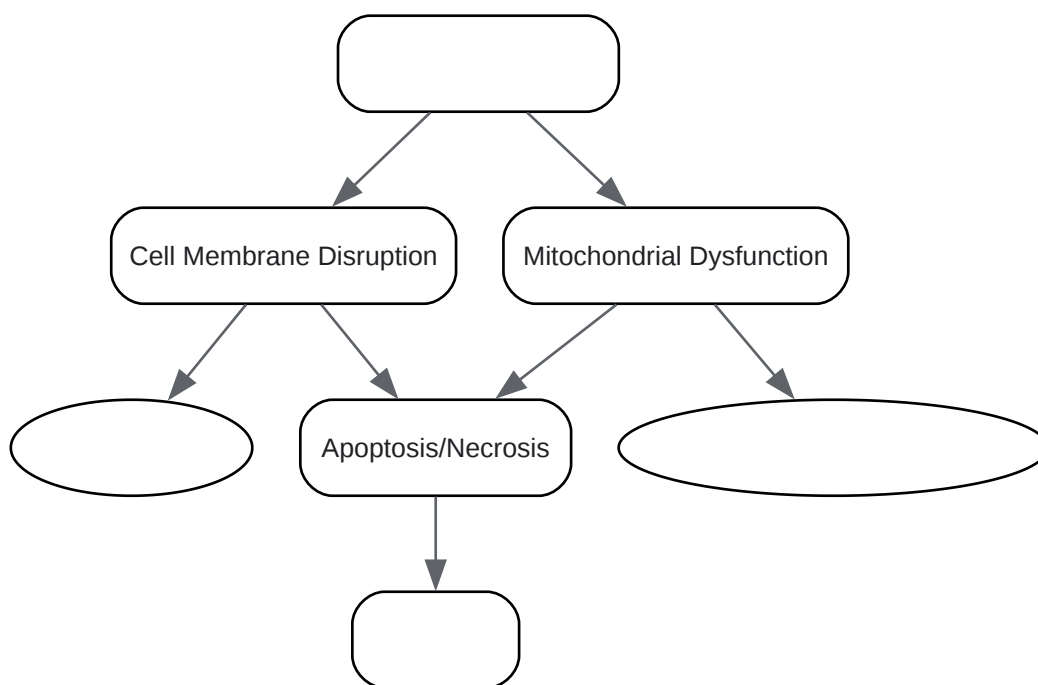 Cell Membrane Disruption
Mitochondrial Dysfunction
Apoptosis/Necrosis